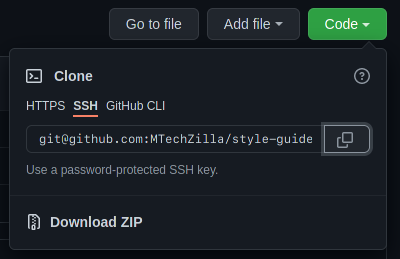 Go to file Add file Code
Clone
HTTPS SSH GitHub CLI
git@github.com:MTechZilla/style-guide
Use a password-protected SSH key.
Download ZIP